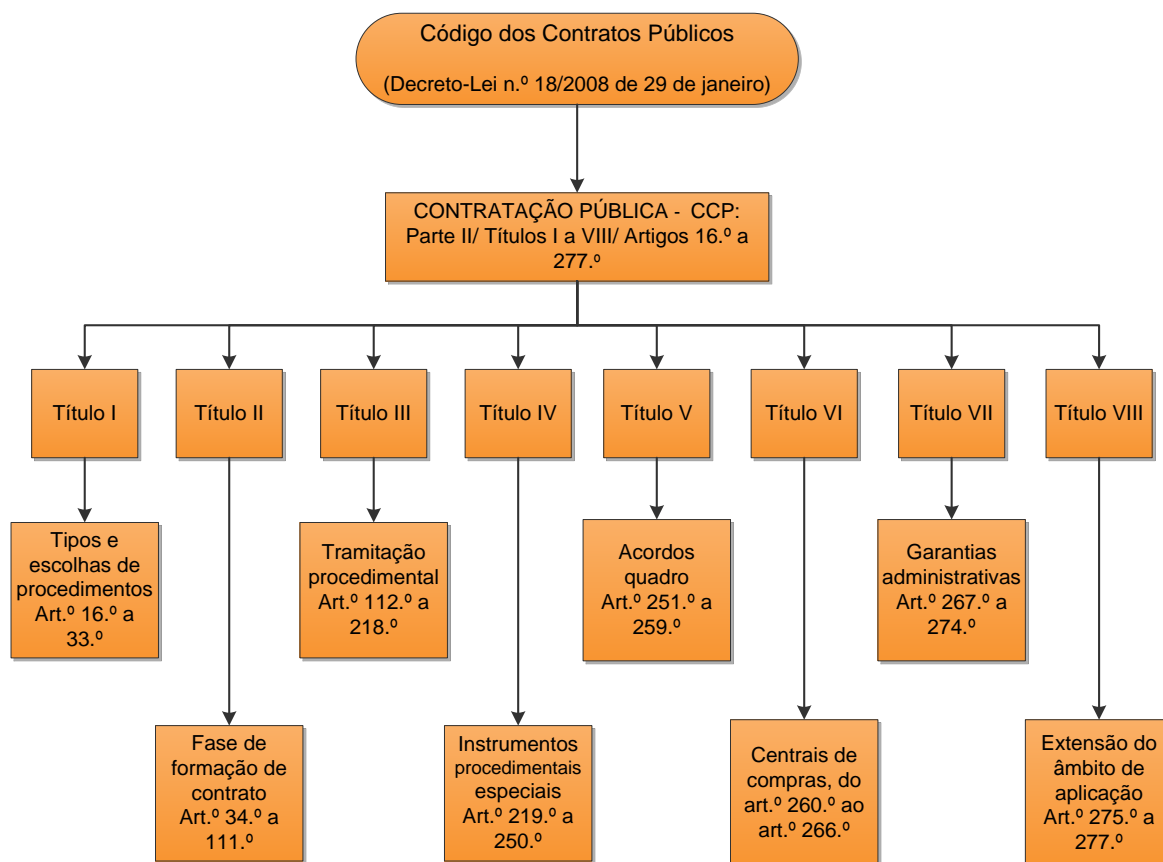 Código dos Contratos Públicos
(Decreto-Lei n.º 18/2008 de 29 de janeiro)
CONTRATAÇÃO PÚBLICA - CCP:
Parte II/ Títulos I a VIII/ Artigos 16.º a
277.º
Título I
Título II
Título III
Título IV
Título V
Título VI
Título VII
Título VIII
Tipos e
escolhas de
procedimentos
Art.º 16.º a
33.º
Tramitação
procedimental
Art.º 112.º a
218.º
Acordos
quadro
Art.º 251.º a
259.º
Garantias
administrativas
Art.º 267.º a
274.º
Fase de
formação de
contrato
Art.º 34.º a
111.º
Instrumentos
procedimentais
especiais
Art.º 219.º a
250.º
Centrais de
compras, do
art.º 260.º ao
art.º 266.º
Extensão do
âmbito de
aplicação
Art.º 275.º a
277.º